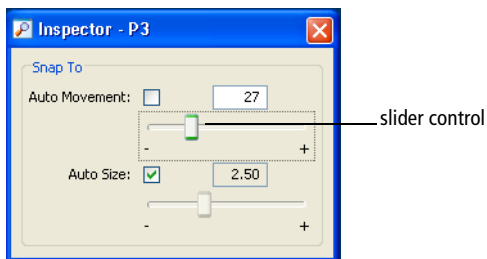 Inspector - P3
Snap To
Auto Movement: 27
slider control
- +
Auto Size: 2.50
- +